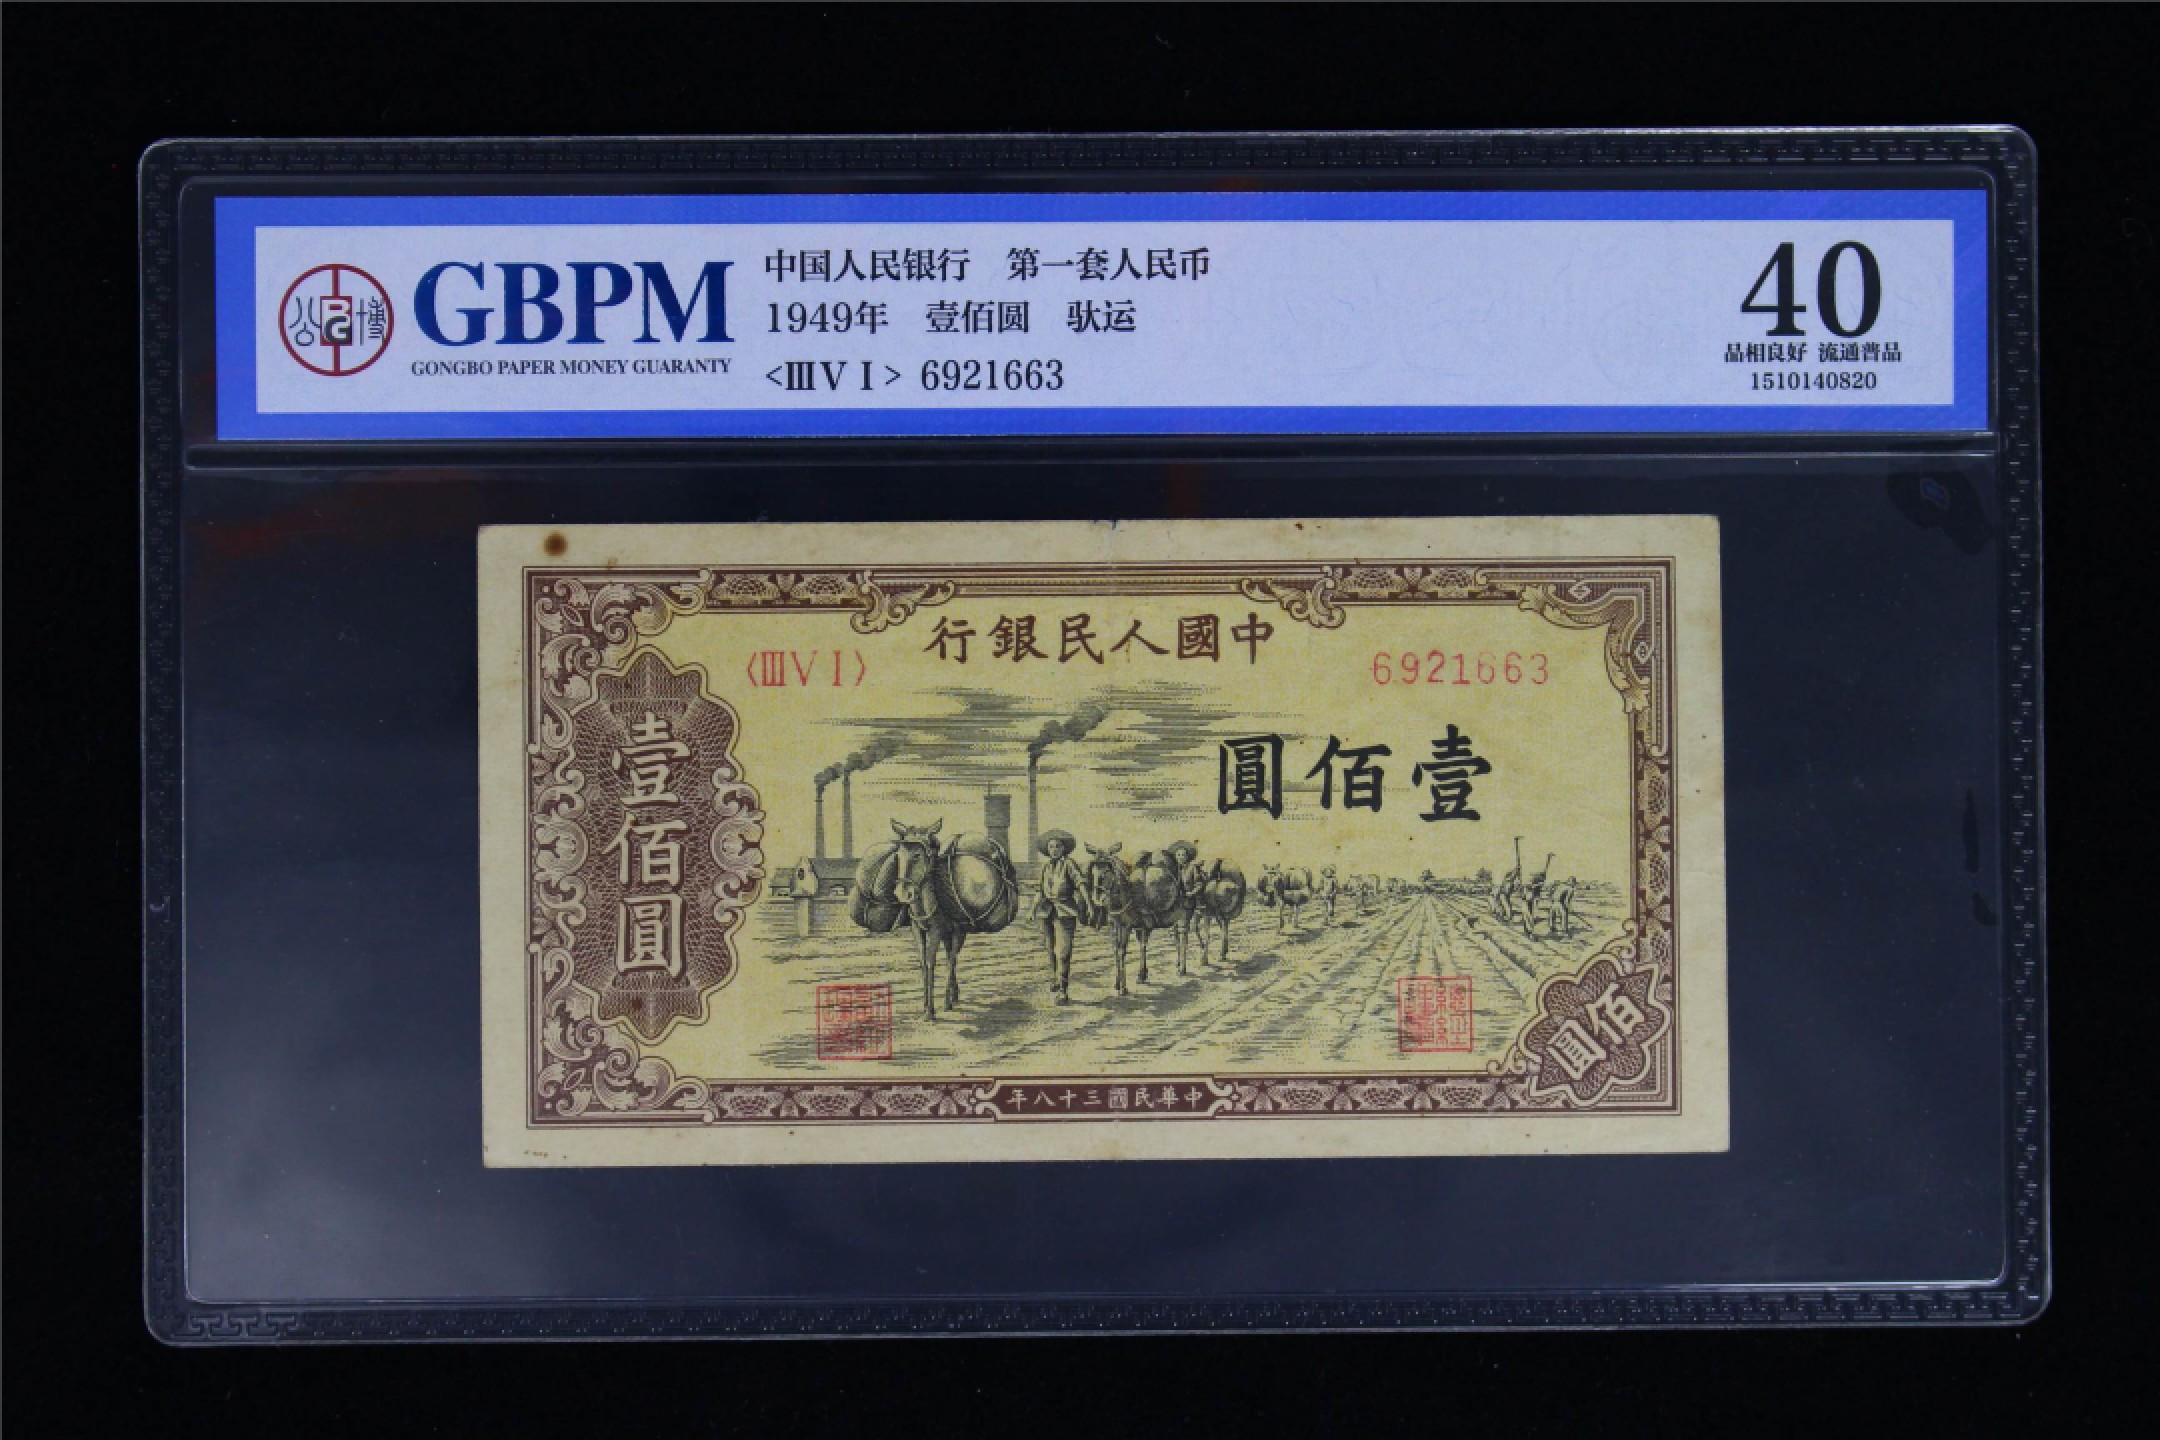 公博
GBPM
GONGBO PAPER MONEY GUARANTY
中国人民银行 第一套人民币
1949年 壹佰圆 驮运
<ⅢⅤⅠ> 6921663
40
品相良好 流通普品
1510140820
中國人民銀行
〈ⅢⅤⅠ〉
6921663
壹佰圓
壹佰圓
佰圓
中華民國三十八年